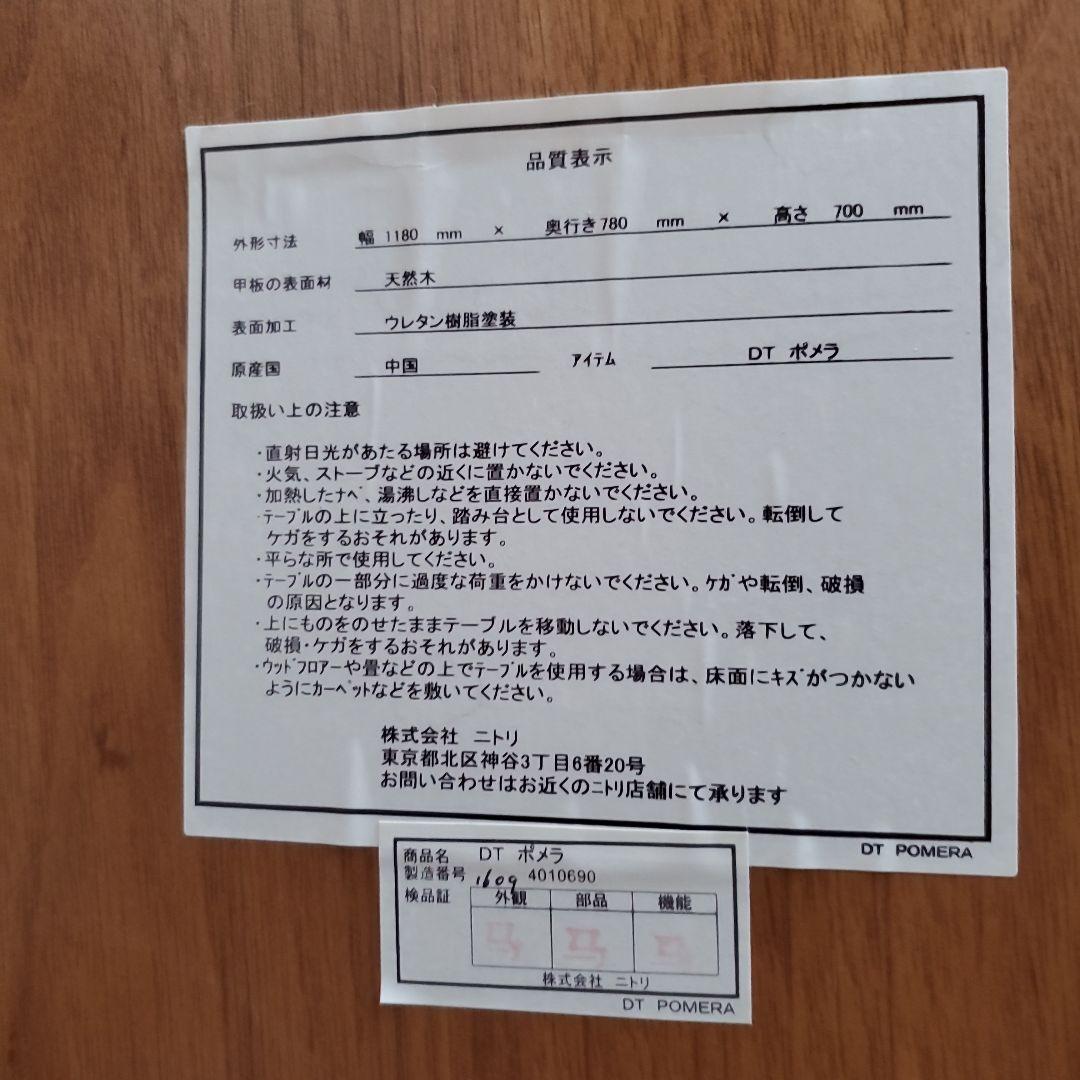 品質表示
外形寸法 幅 1180 mm × 奥行き 780 mm × 高さ 700 mm
甲板の表面材 天然木
表面加工 ウレタン樹脂塗装
原産国 中国 アイテム DT ポメラ
取扱い上の注意
・直射日光があたる場所は避けてください。
・火気、ストーブなどの近くに置かないでください。
・加熱したナベ、湯沸しなどを直接置かないでください。
・テーブルの上に立ったり、踏み台として使用しないでください。転倒して
ケガをするおそれがあります。
・平らな所で使用してください。
・テーブルの一部分に過度な荷重をかけないでください。ケガや転倒、破損
の原因となります。
・上にものをのせたままテーブルを移動しないでください。落下して、
破損・ケガをするおそれがあります。
・ウッドフロアーや畳などの上でテーブルを使用する場合は、床面にキズがつかない
ようにカーペットなどを敷いてください。
株式会社 ニトリ
東京都北区神谷3丁目6番20号
お問い合わせはお近くのニトリ店舗にて承ります
DT POMERA
商品名 DT ポメラ
製造番号 1609 4010690
検品証 外観 部品 機能
马 马 马
株式会社 ニトリ
DT POMERA